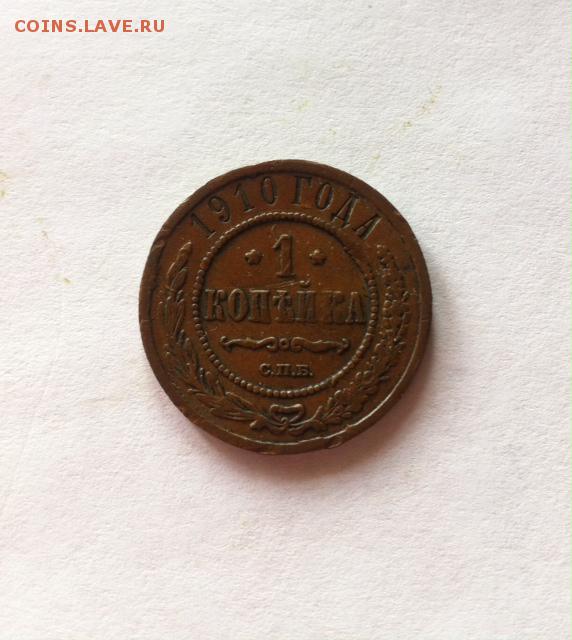 COINS.LAVE.RU
1910 ГОДА
* 1 *
КОПѢЙКА
С.П.Б.